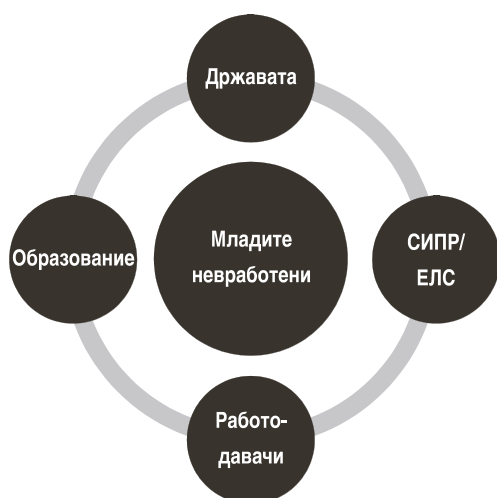 Државата
Образование
Младите
невработени
СИПР/
ЕЛС
Работо-
давачи